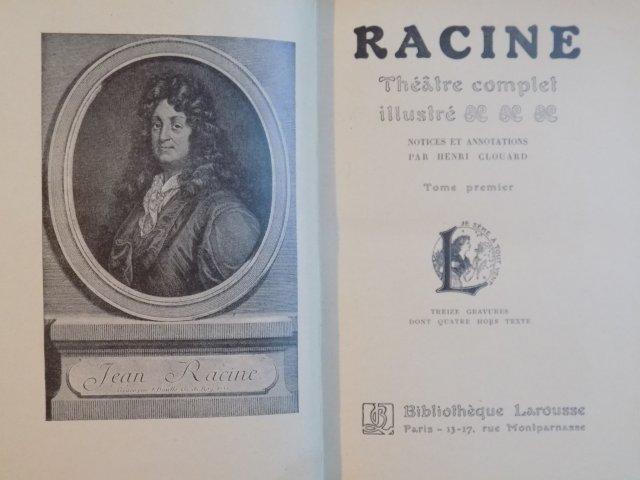 Jean Racine
RACINE
Théâtre complet
illustré
NOTICES ET ANNOTATIONS
PAR HENRI CLOUARD
Tome premier
JE SÈME A TOUT VENT
L
TREIZE GRAVURES
DONT QUATRE HORS TEXTE
Bibliothèque Larousse
Paris - 13-17, rue Montparnasse